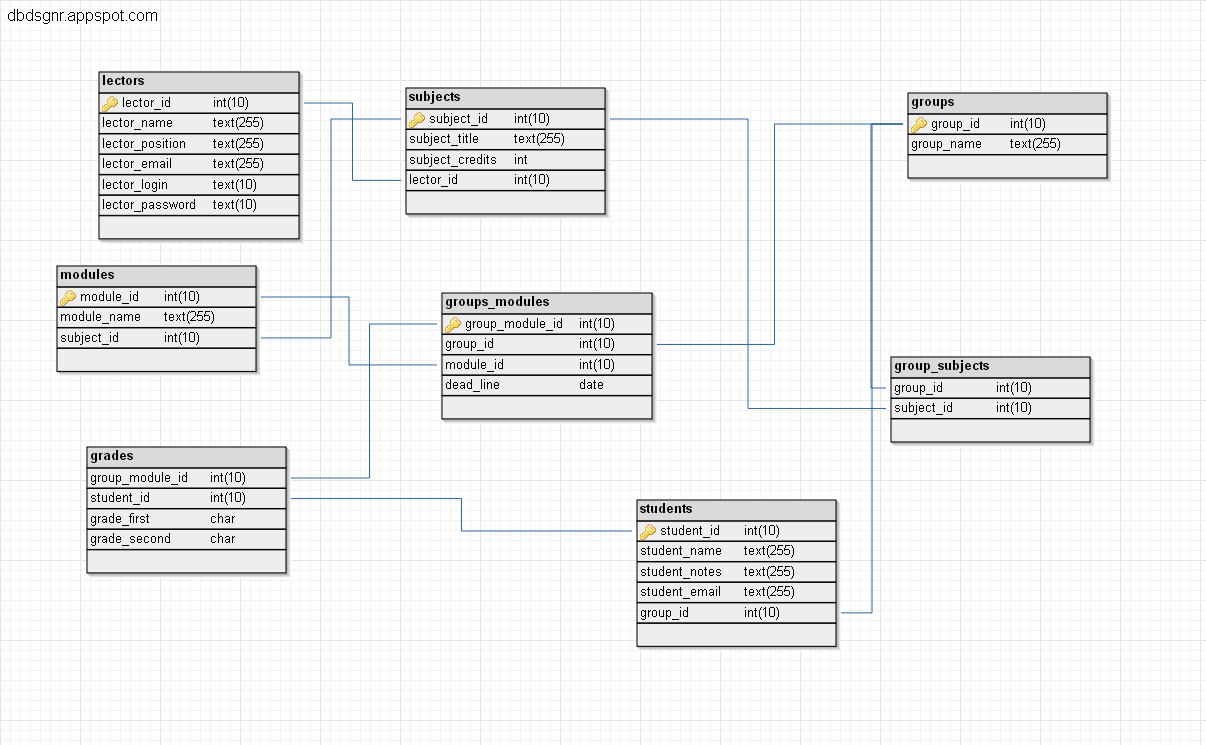 dbdsgnr.appspot.com
lectors
lector_id int(10)
lector_name text(255)
lector_position text(255)
lector_email text(255)
lector_login text(10)
lector_password text(10)
subjects
subject_id int(10)
subject_title text(255)
subject_credits int
lector_id int(10)
groups
group_id int(10)
group_name text(255)
modules
module_id int(10)
module_name text(255)
subject_id int(10)
groups_modules
group_module_id int(10)
group_id int(10)
module_id int(10)
dead_line date
group_subjects
group_id int(10)
subject_id int(10)
grades
group_module_id int(10)
student_id int(10)
grade_first char
grade_second char
students
student_id int(10)
student_name text(255)
student_notes text(255)
student_email text(255)
group_id int(10)